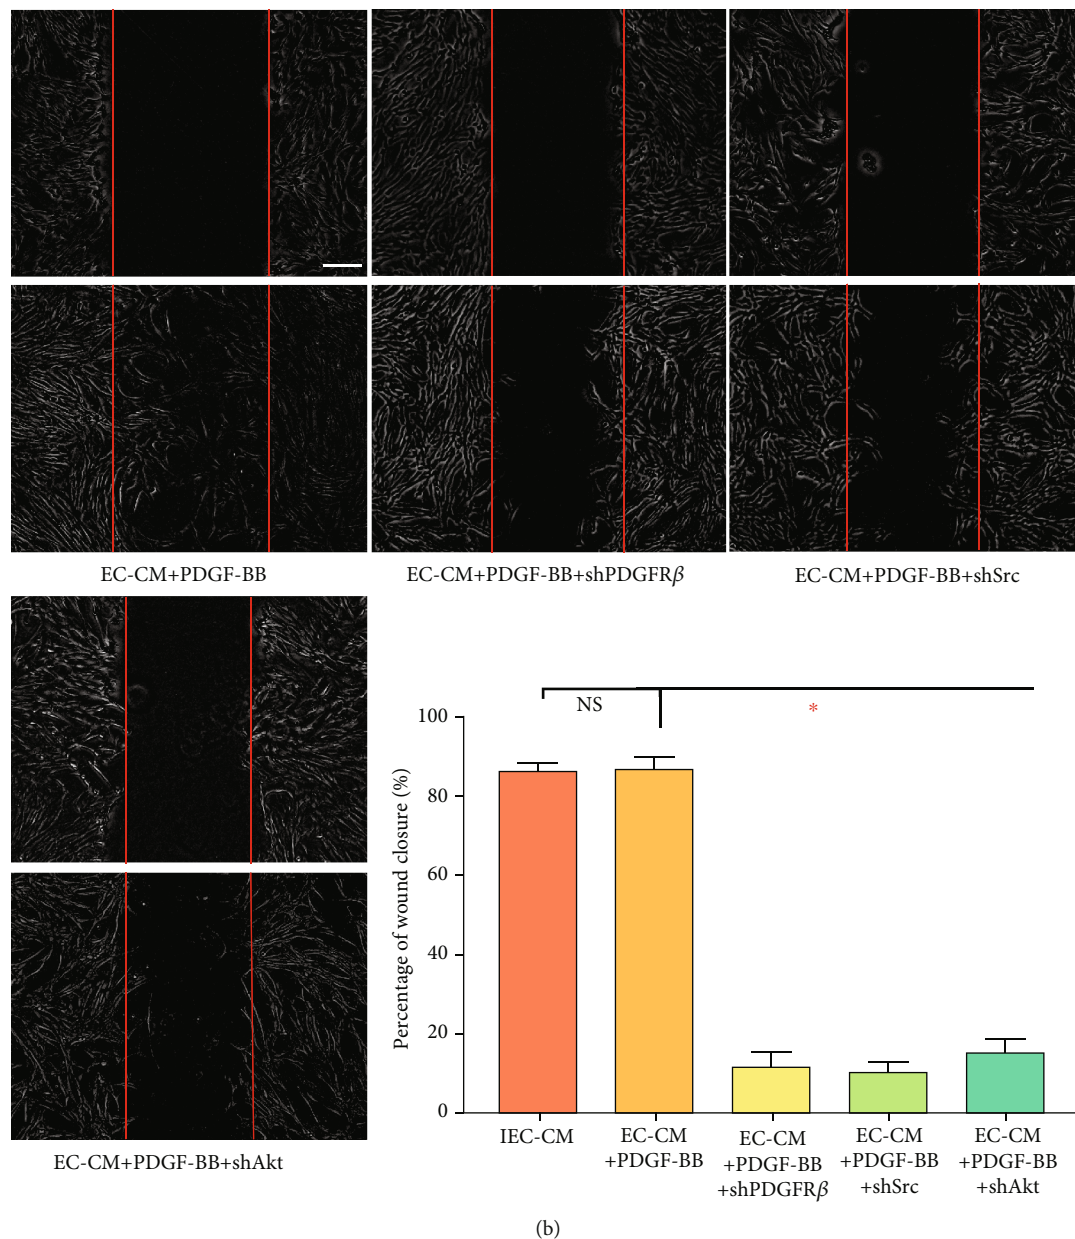 EC-CM+PDGF-BB
EC-CM+PDGF-BB+shPDGFRβ
EC-CM+PDGF-BB+shSrc
EC-CM+PDGF-BB+shAkt
Percentage of wound closure (%)
100
80
60
40
20
0
NS
*
IEC-CM
EC-CM
+PDGF-BB
EC-CM
+PDGF-BB
+shPDGFRβ
EC-CM
+PDGF-BB
+shSrc
EC-CM
+PDGF-BB
+shAkt
(b)